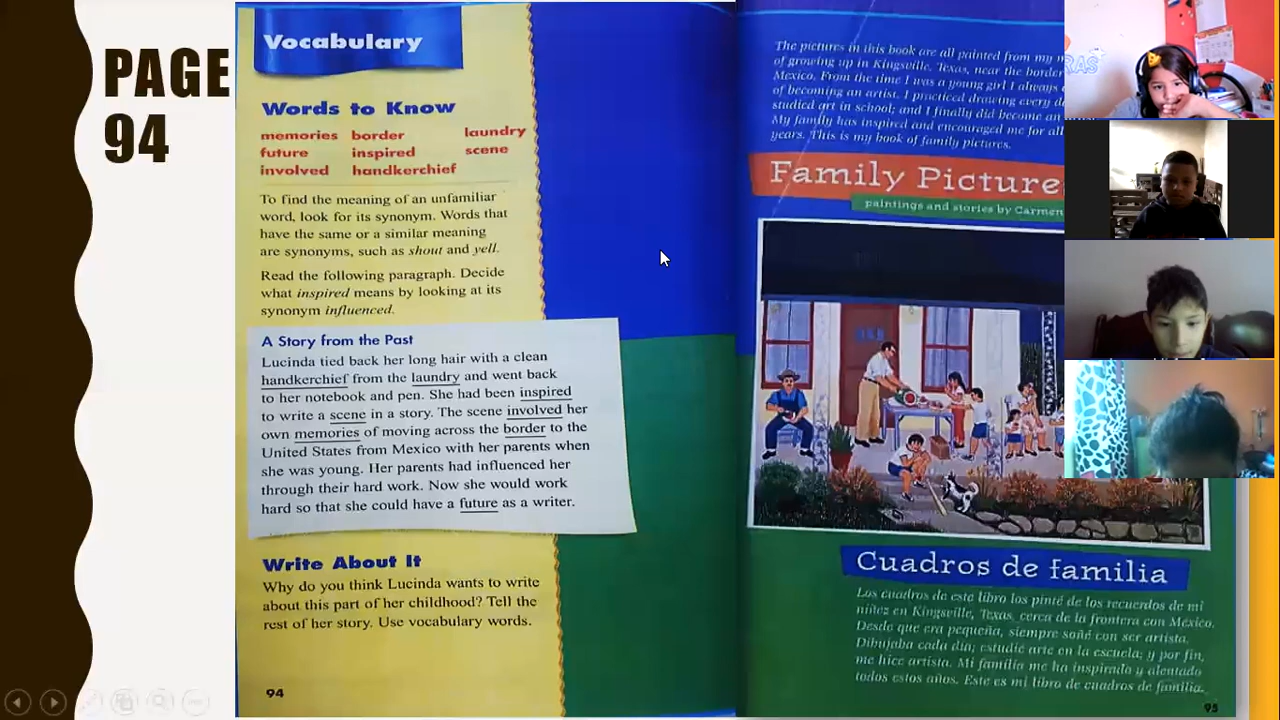 PAGE
94
Vocabulary
Words to Know
memories border laundry
future inspired scene
involved handkerchief
To find the meaning of an unfamiliar
word, look for its synonym. Words that
have the same or a similar meaning
are synonyms, such as shout and yell.
Read the following paragraph. Decide
what inspired means by looking at its
synonym influenced.
A Story from the Past
Lucinda tied back her long hair with a clean
handkerchief from the laundry and went back
to her notebook and pen. She had been inspired
to write a scene in a story. The scene involved her
own memories of moving across the border to the
United States from Mexico with her parents when
she was young. Her parents had influenced her
through their hard work. Now she would work
hard so that she could have a future as a writer.
Write About It
Why do you think Lucinda wants to write
about this part of her childhood? Tell the
rest of her story. Use vocabulary words.
94
The pictures in this book are all painted from my
of growing up in Kingsville, Texas, near the border
Mexico. From the time I was a young girl I always
of becoming an artist. I practiced drawing every
studied art in school; and I finally did become an
My family has inspired and encouraged me for all
years. This is my book of family pictures.
Family Picture
paintings and stories by Carmen
Cuadros de familia
Los cuadros de este libro los pinté de los recuerdos de mi
niñez en Kingsville, Texas, cerca de la frontera con México.
Desde que era pequeña, siempre soñé con ser artista.
Dibujaba cada día; estudié arte en la escuela; y por fin,
me hice artista. Mi familia me ha inspirado y alentado
todos estos años. Este es mi libro de cuadros de familia.
95